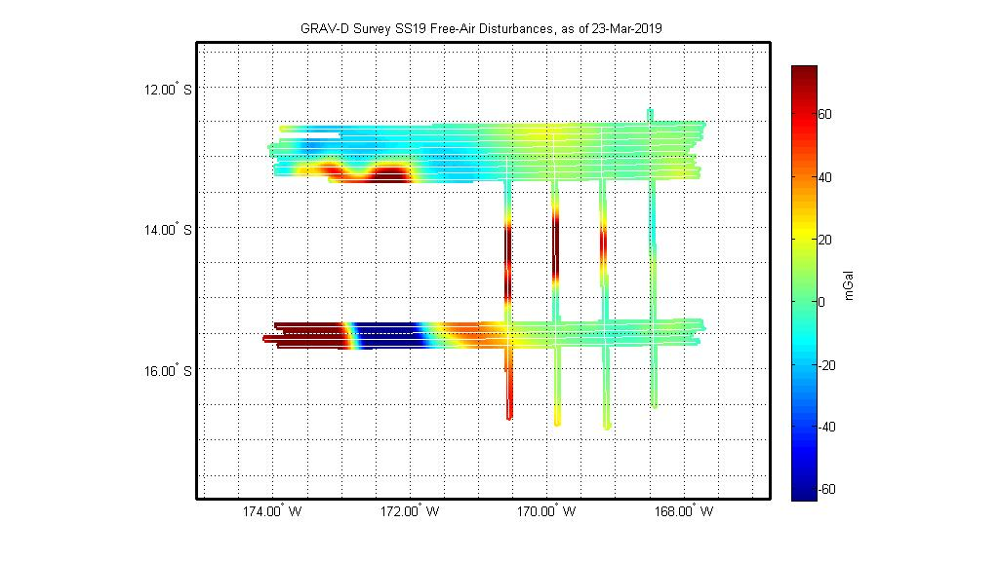 GRAV-D Survey SS19 Free-Air Disturbances, as of 23-Mar-2019
12.00° S
14.00° S
16.00° S
174.00° W
172.00° W
170.00° W
168.00° W
60
40
20
0
-20
-40
-60
mGal